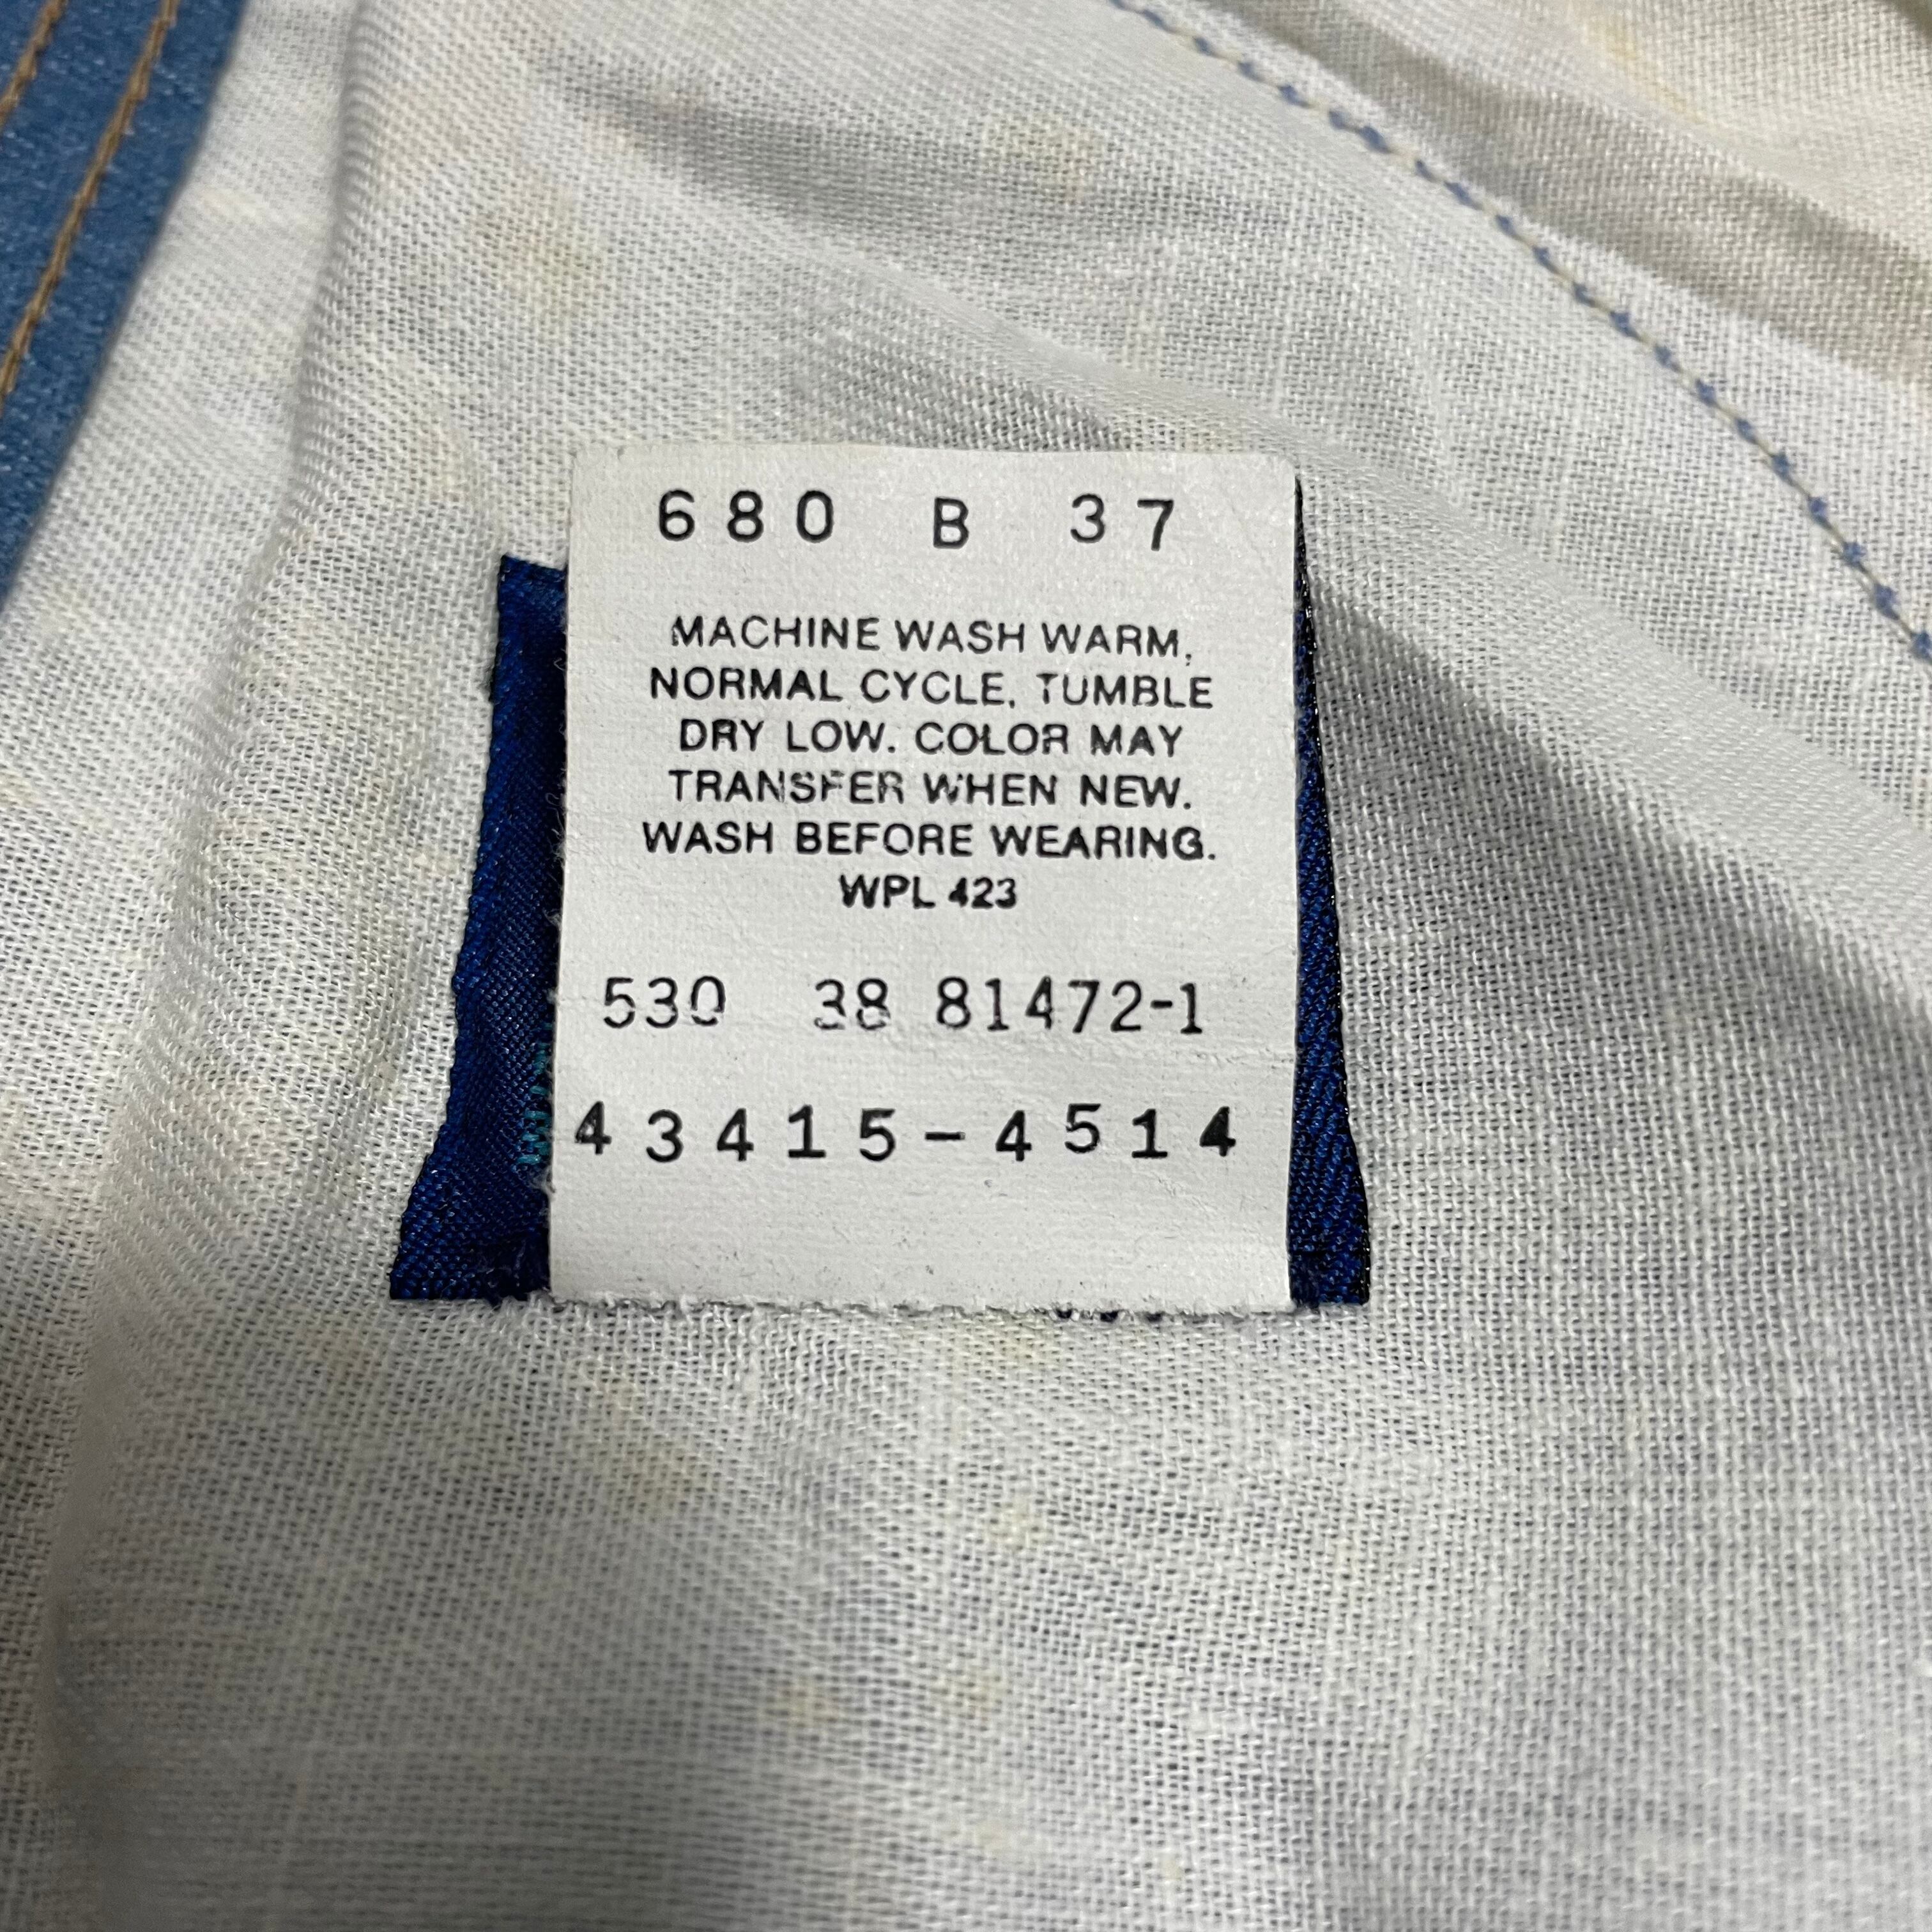 680 B 37
MACHINE WASH WARM,
NORMAL CYCLE, TUMBLE
DRY LOW. COLOR MAY
TRANSFER WHEN NEW.
WASH BEFORE WEARING.
WPL 423
530 38 81472-1
43415-4514